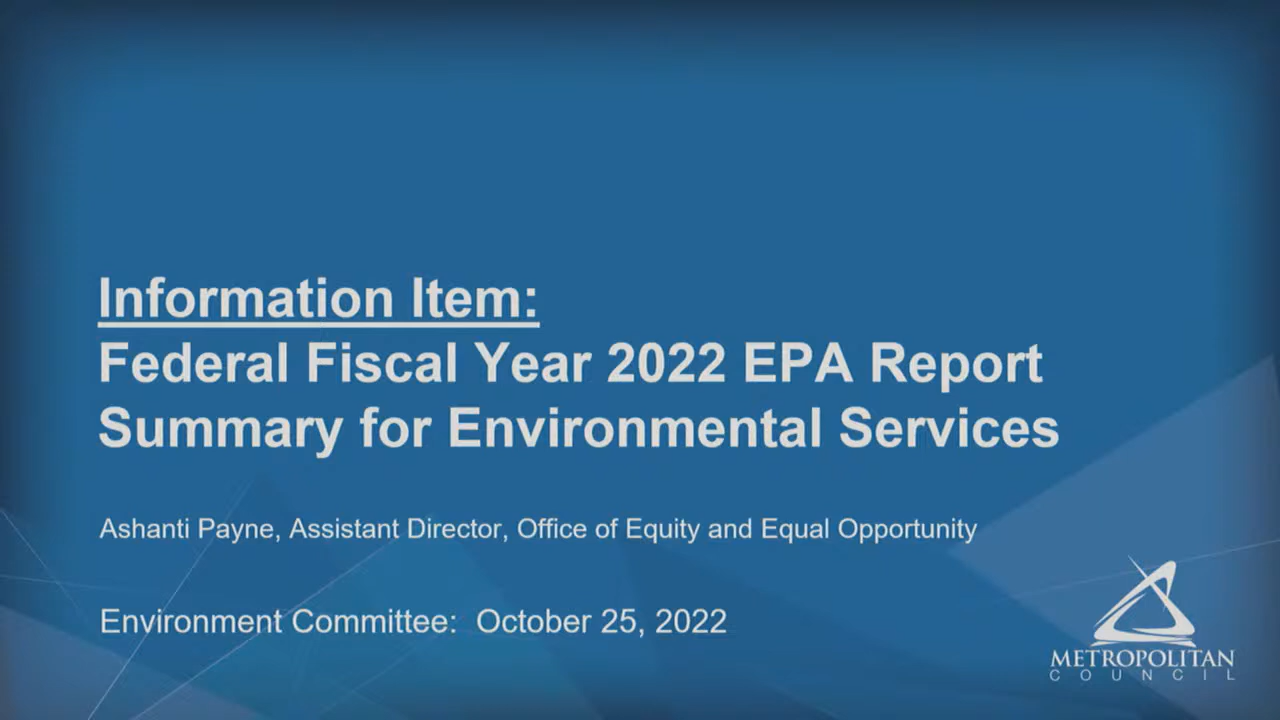 Information Item:
Federal Fiscal Year 2022 EPA Report
Summary for Environmental Services
Ashanti Payne, Assistant Director, Office of Equity and Equal Opportunity
Environment Committee: October 25, 2022
METROPOLITAN
COUNCIL